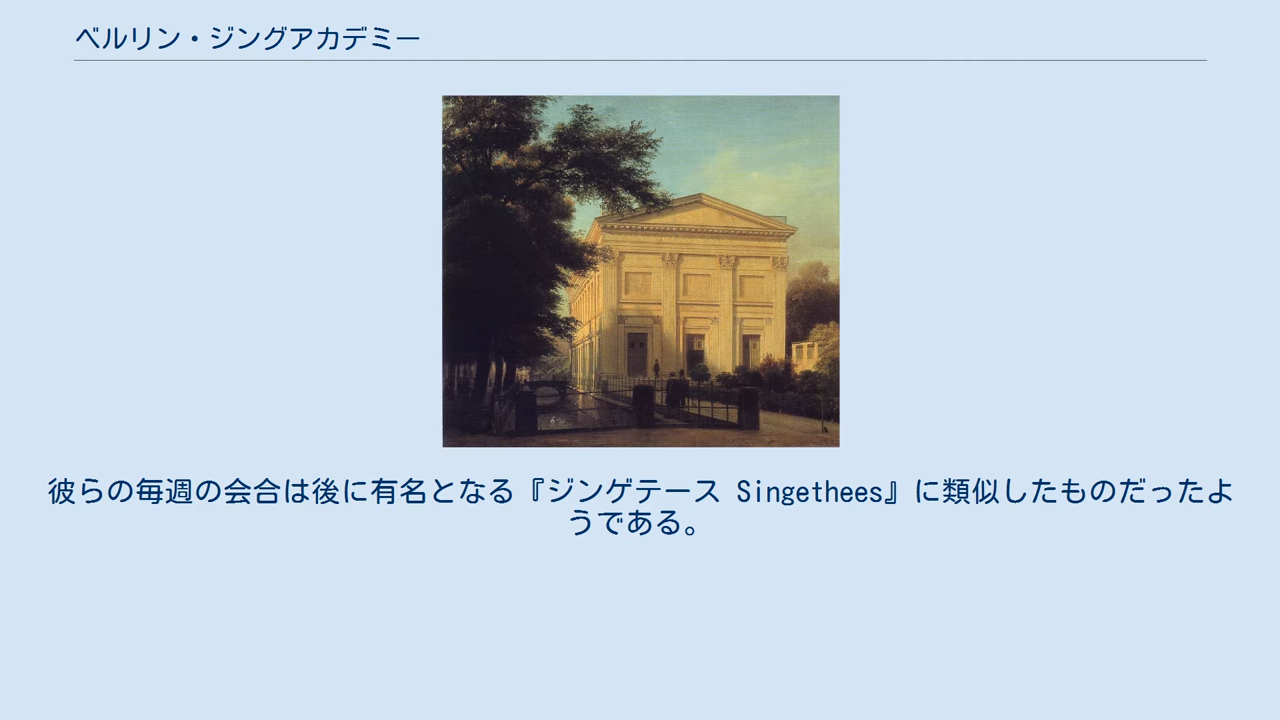 ベルリン・ジングアカデミー
彼らの毎週の会合は後に有名となる『ジンゲテース Singethees』に類似したものだったよ
うである。